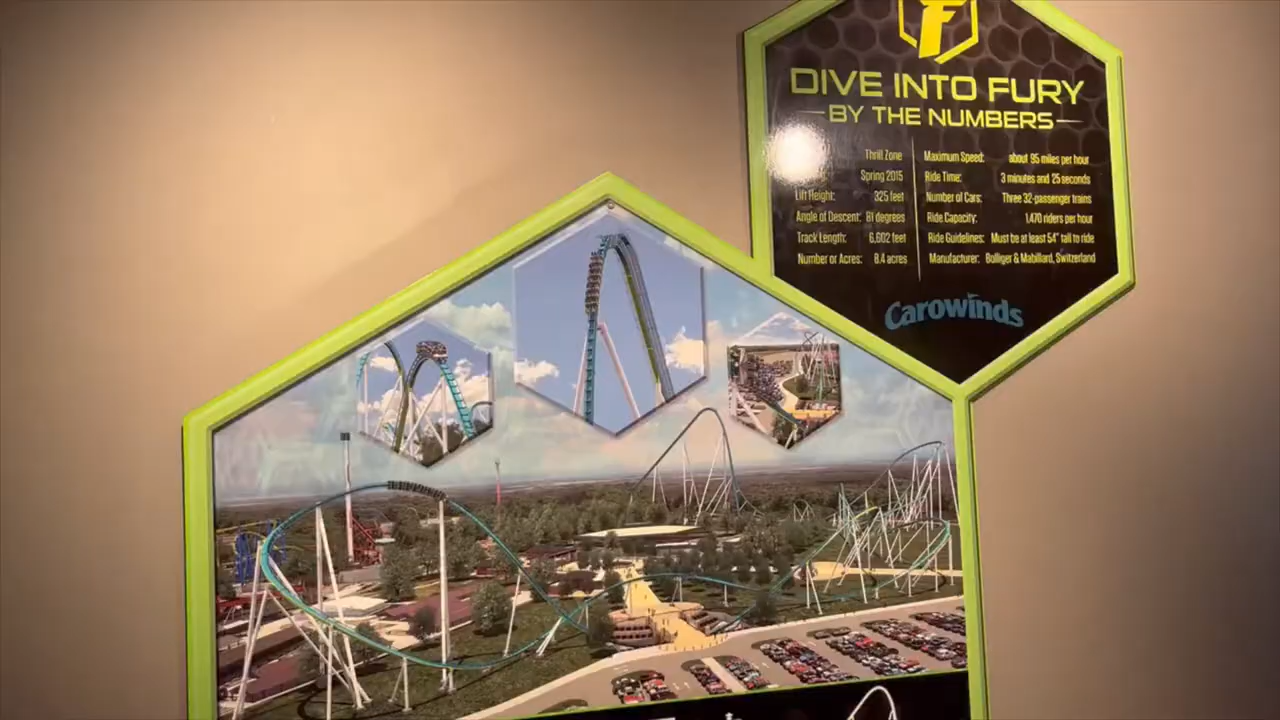 F
DIVE INTO FURY
BY THE NUMBERS
Thrill Zone
Spring 2015
Lift Height: 325 feet
Angle of Descent: 81 degrees
Track Length: 6,602 feet
Number or Acres: 8.4 acres
Maximum Speed: about 95 miles per hour
Ride Time: 3 minutes and 25 seconds
Number of Cars: Three 32-passenger trains
Ride Capacity: 1,470 riders per hour
Ride Guidelines: Must be at least 54" tall to ride
Manufacturer: Bolliger & Mabillard, Switzerland
Carowinds